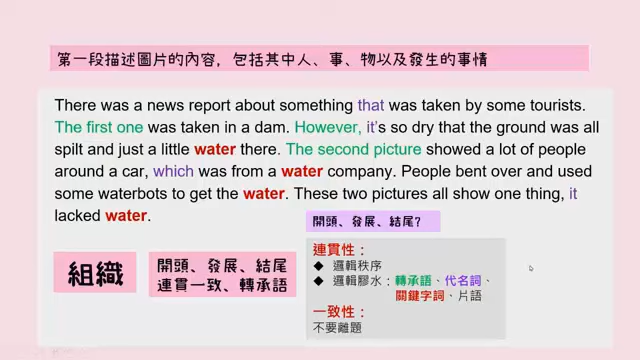 第一段描述圖片的內容，包括其中人、事、物以及發生的事情
There was a news report about something that was taken by some tourists.
The first one was taken in a dam. However, it's so dry that the ground was all
spilt and just a little water there. The second picture showed a lot of people
around a car, which was from a water company. People bent over and used
some waterbots to get the water. These two pictures all show one thing, it
lacked water.
開頭、發展、結尾？
組織
開頭、發展、結尾
連貫一致、轉承語
連貫性：
◆ 邏輯秩序
◆ 邏輯膠水：轉承語、代名詞、
關鍵字詞、片語
一致性：
不要離題